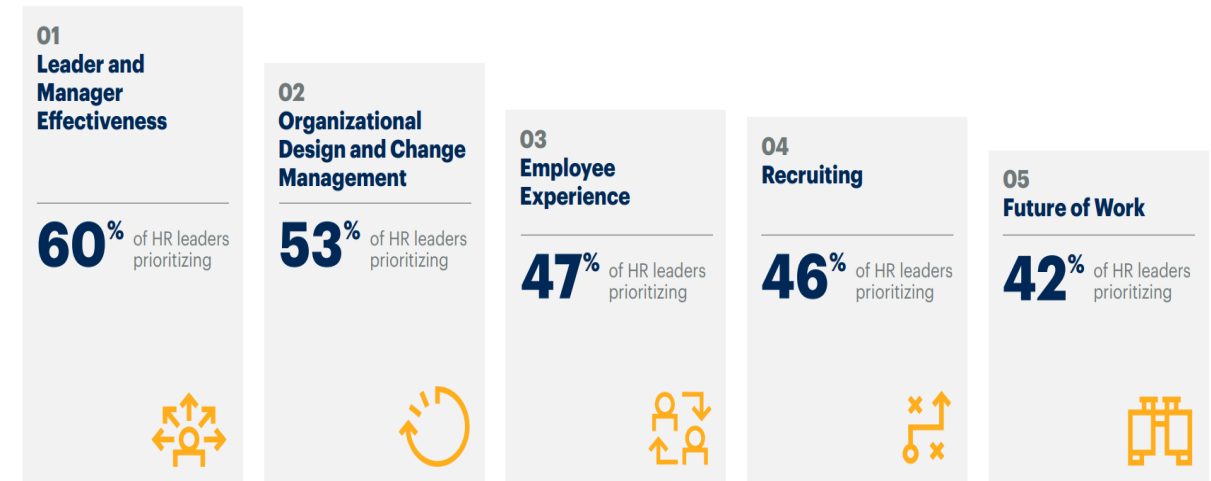 01
Leader and
Manager
Effectiveness
60% of HR leaders
prioritizing
02
Organizational
Design and Change
Management
53% of HR leaders
prioritizing
03
Employee
Experience
47% of HR leaders
prioritizing
04
Recruiting
46% of HR leaders
prioritizing
05
Future of Work
42% of HR leaders
prioritizing